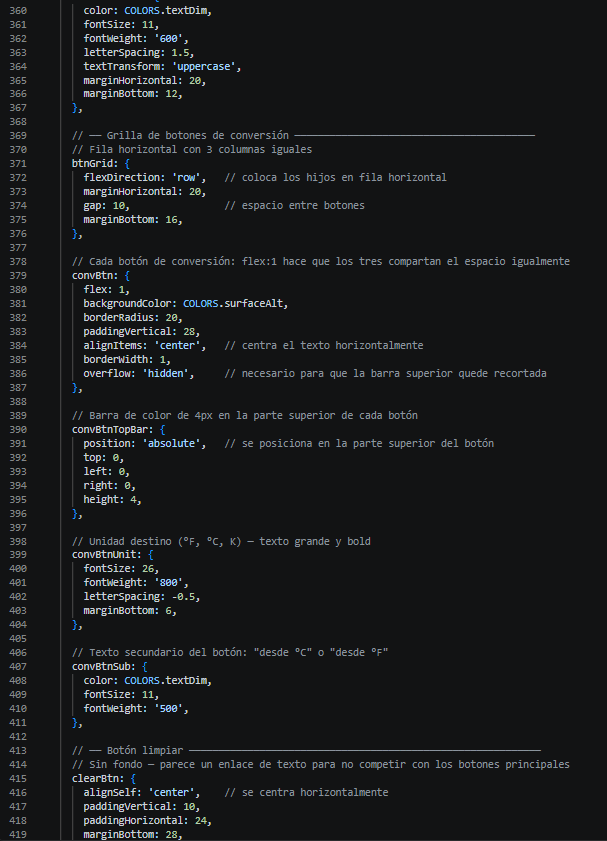 360 color: COLORS.textDim,
361 fontSize: 11,
362 fontWeight: '600',
363 letterSpacing: 1.5,
364 textTransform: 'uppercase',
365 marginHorizontal: 20,
366 marginBottom: 12,
367 },
368
369 // —— Grilla de botones de conversión ————————————————————
370 // Fila horizontal con 3 columnas iguales
371 btnGrid: {
372 flexDirection: 'row',   // coloca los hijos en fila horizontal
373 marginHorizontal: 20,
374 gap: 10,               // espacio entre botones
375 marginBottom: 16,
376 },
377
378 // Cada botón de conversión: flex:1 hace que los tres compartan el espacio igualmente
379 convBtn: {
380 flex: 1,
381 backgroundColor: COLORS.surfaceAlt,
382 borderRadius: 20,
383 paddingVertical: 28,
384 alignItems: 'center',   // centra el texto horizontalmente
385 borderWidth: 1,
386 overflow: 'hidden',     // necesario para que la barra superior quede recortada
387 },
388
389 // Barra de color de 4px en la parte superior de cada botón
390 convBtnTopBar: {
391 position: 'absolute',   // se posiciona en la parte superior del botón
392 top: 0,
393 left: 0,
394 right: 0,
395 height: 4,
396 },
397
398 // Unidad destino (°F, °C, K) — texto grande y bold
399 convBtnUnit: {
400 fontSize: 26,
401 fontWeight: '800',
402 letterSpacing: -0.5,
403 marginBottom: 6,
404 },
405
406 // Texto secundario del botón: "desde °C" o "desde °F"
407 convBtnSub: {
408 color: COLORS.textDim,
409 fontSize: 11,
410 fontWeight: '500',
411 },
412
413 // —— Botón limpiar —————————————————————————————
414 // Sin fondo — parece un enlace de texto para no competir con los botones principales
415 clearBtn: {
416 alignSelf: 'center',    // se centra horizontalmente
417 paddingVertical: 10,
418 paddingHorizontal: 24,
419 marginBottom: 28,